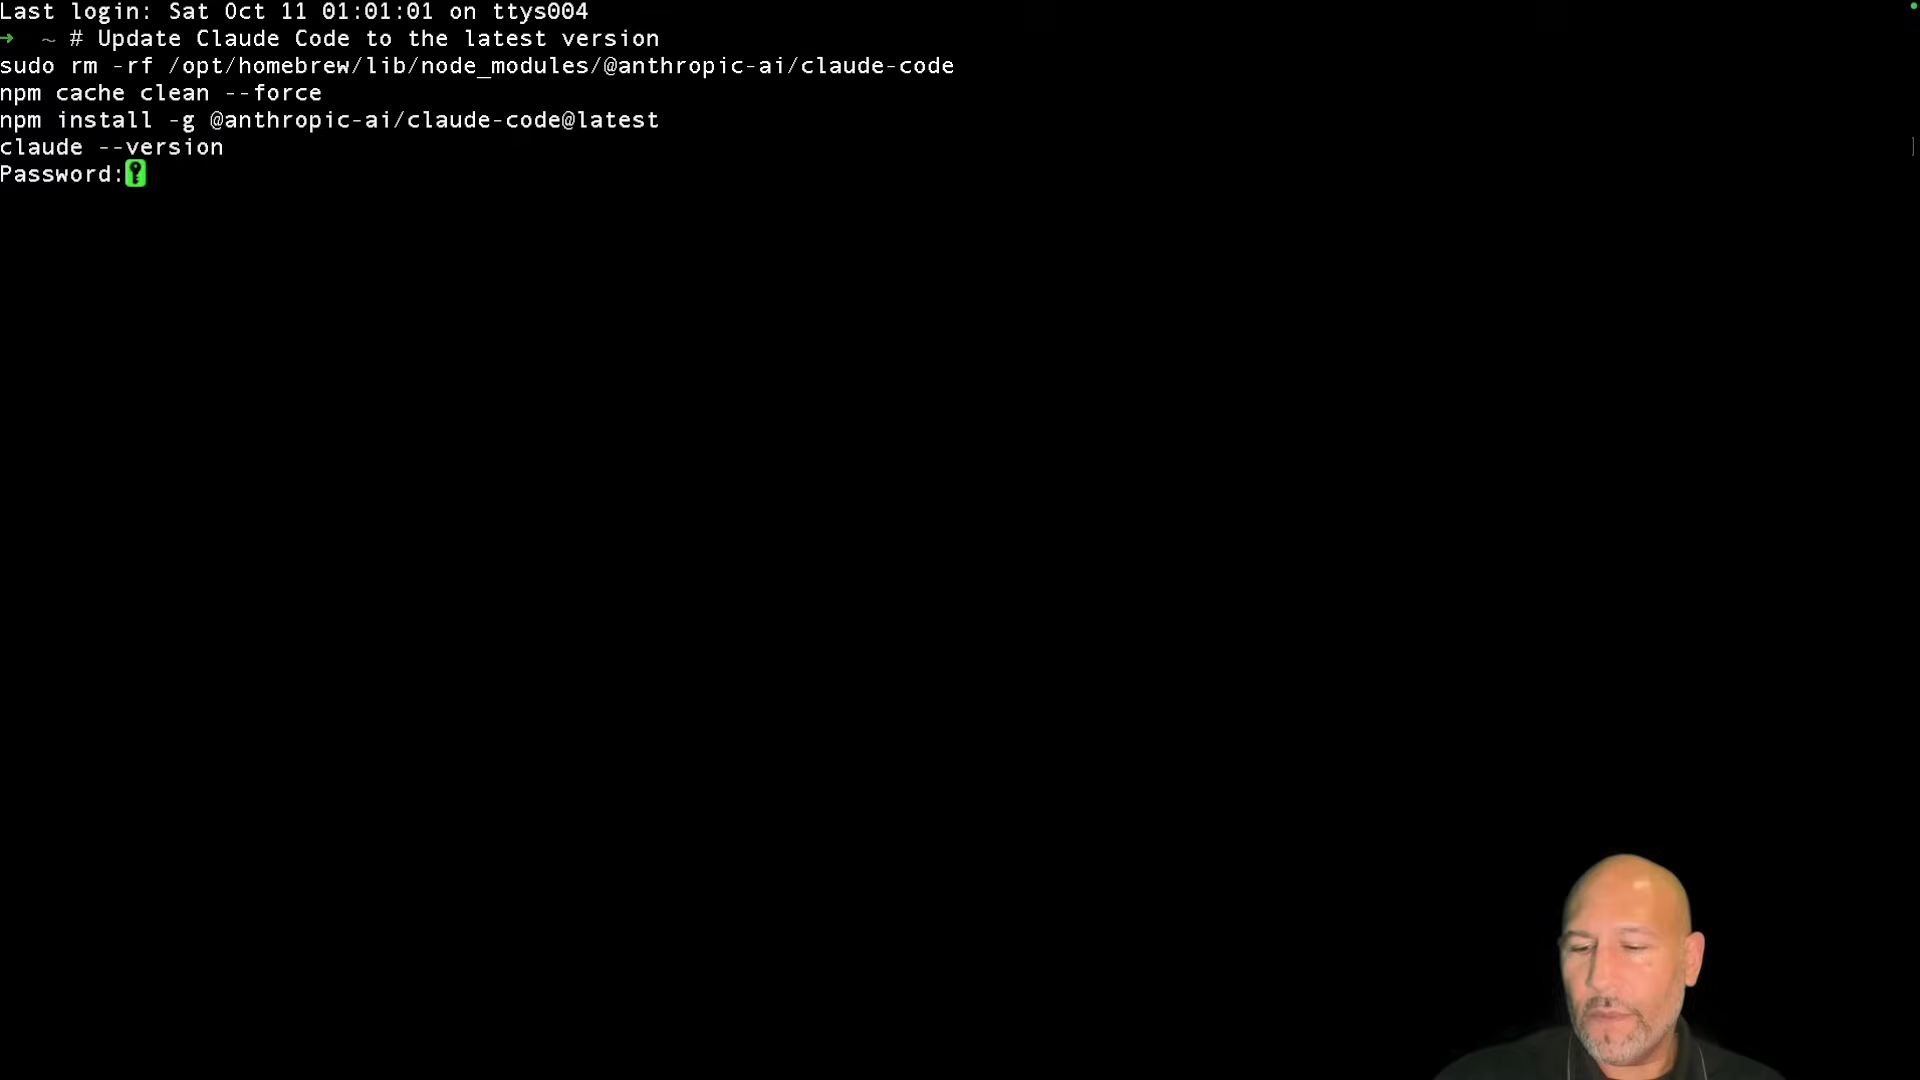 Last login: Sat Oct 11 01:01:01 on ttys004
→ ~ # Update Claude Code to the latest version
sudo rm -rf /opt/homebrew/lib/node_modules/@anthropic-ai/claude-code
npm cache clean --force
npm install -g @anthropic-ai/claude-code@latest
claude --version
Password: